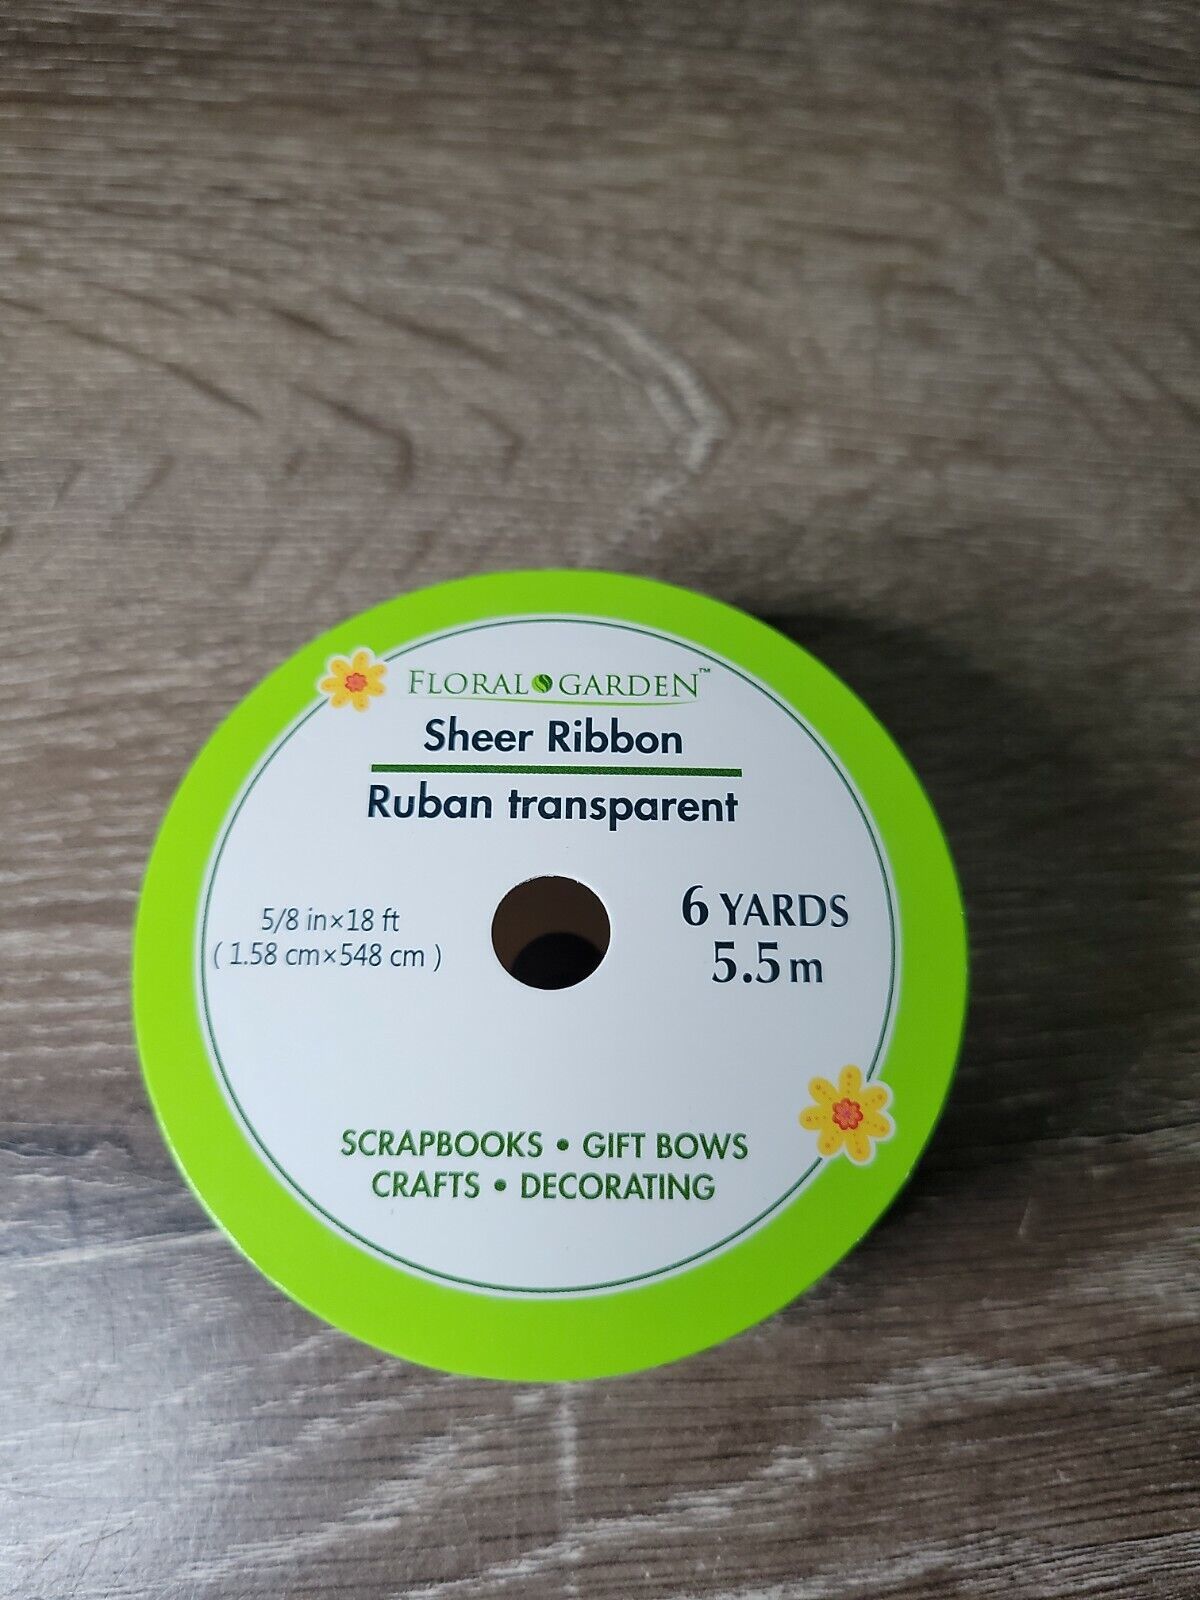 FLORAL GARDEN™
Sheer Ribbon
Ruban transparent
5/8 in×18 ft
( 1.58 cm×548 cm )
6 YARDS
5.5 m
SCRAPBOOKS • GIFT BOWS
CRAFTS • DECORATING